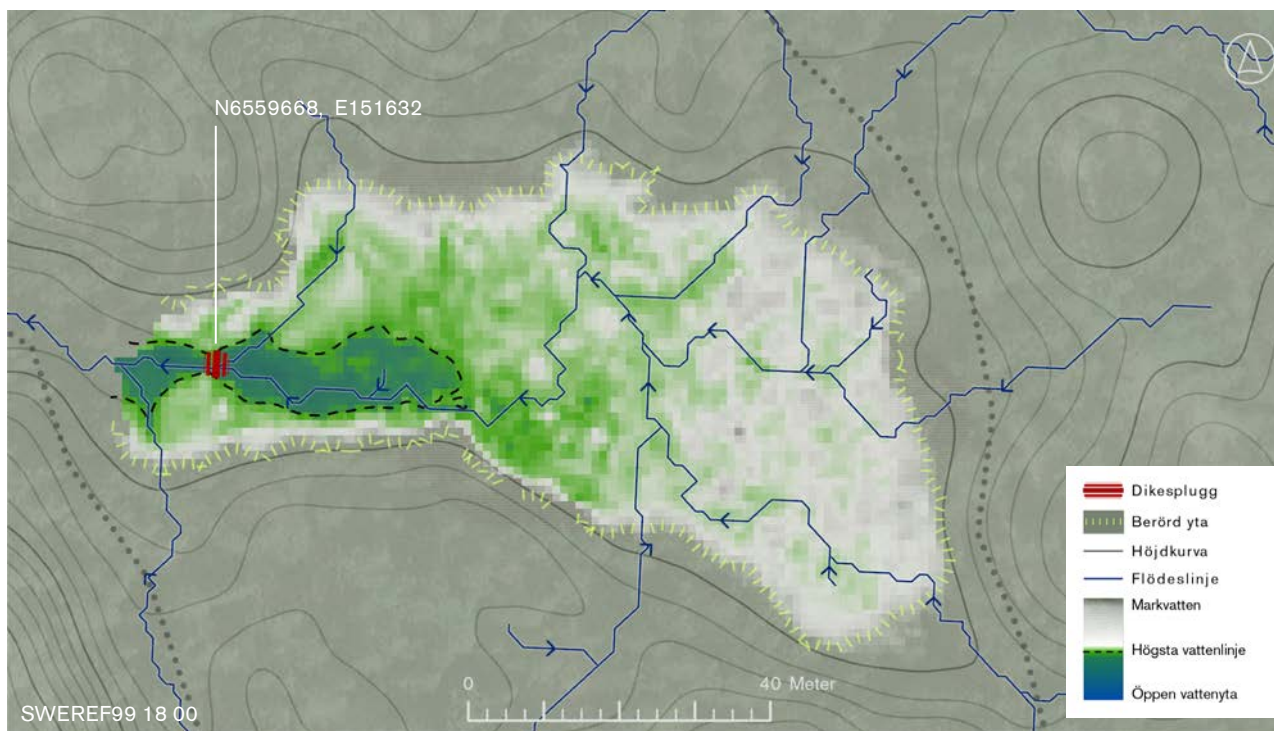 N6559668, E151632
Dikesplugg
Berörd yta
Höjdkurva
Flödeslinje
Markvatten
Högsta vattenlinje
Öppen vattenyta
0 40 Meter
SWEREF99 18 00